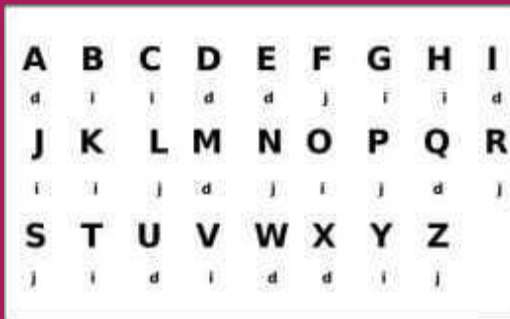 A B C D E F G H I
d i i d d j i i d
J K L M N O P Q R
i i j d j i j d j
S T U V W X Y Z
j i d i d d i j